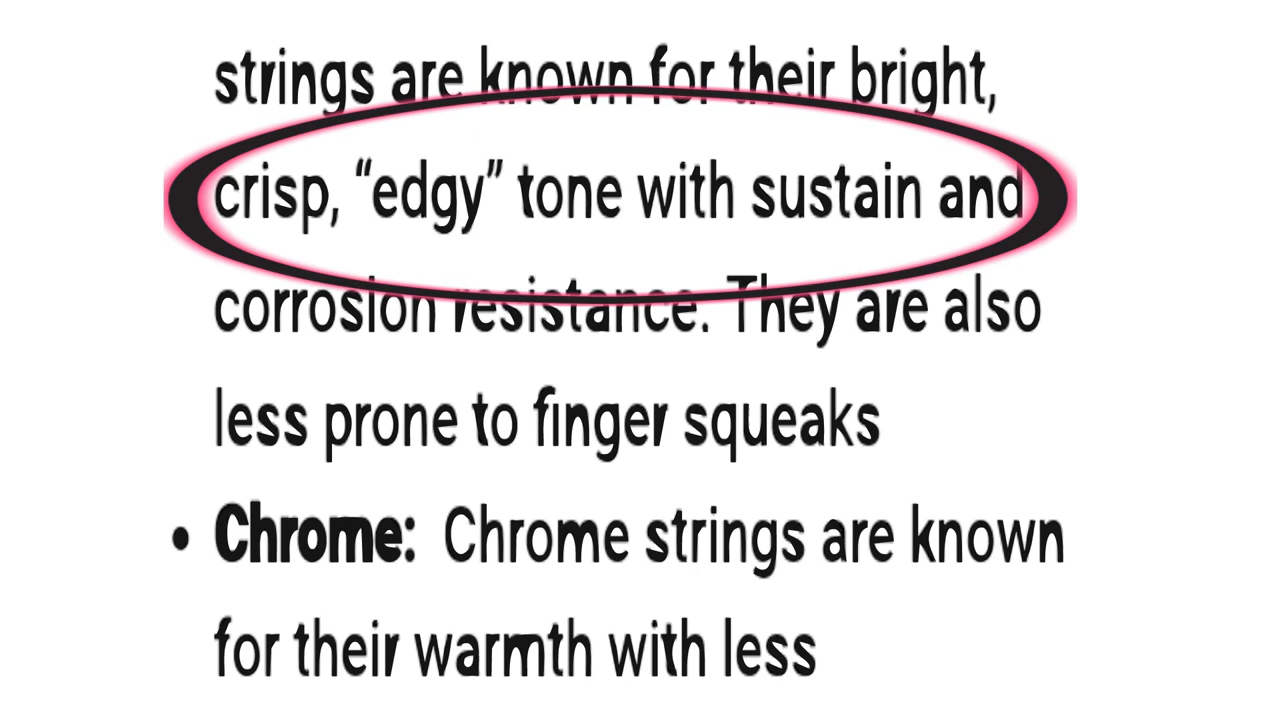 strings are known for their bright,
crisp, “edgy” tone with sustain and
corrosion resistance. They are also
less prone to finger squeaks
• Chrome: Chrome strings are known
for their warmth with less